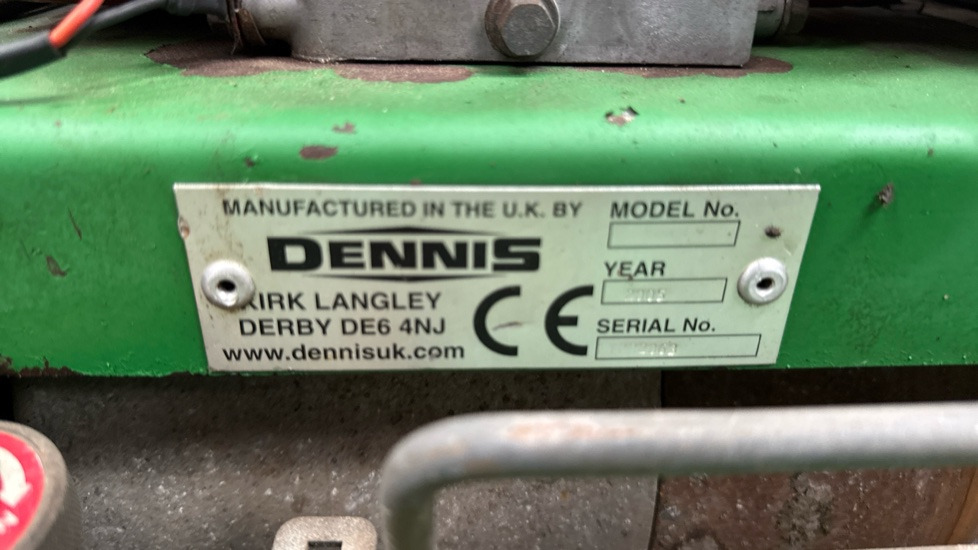 MANUFACTURED IN THE U.K. BY
DENNIS
KIRK LANGLEY
DERBY DE6 4NJ
www.dennisuk.com
CE
MODEL No.
YEAR
2005
SERIAL No.